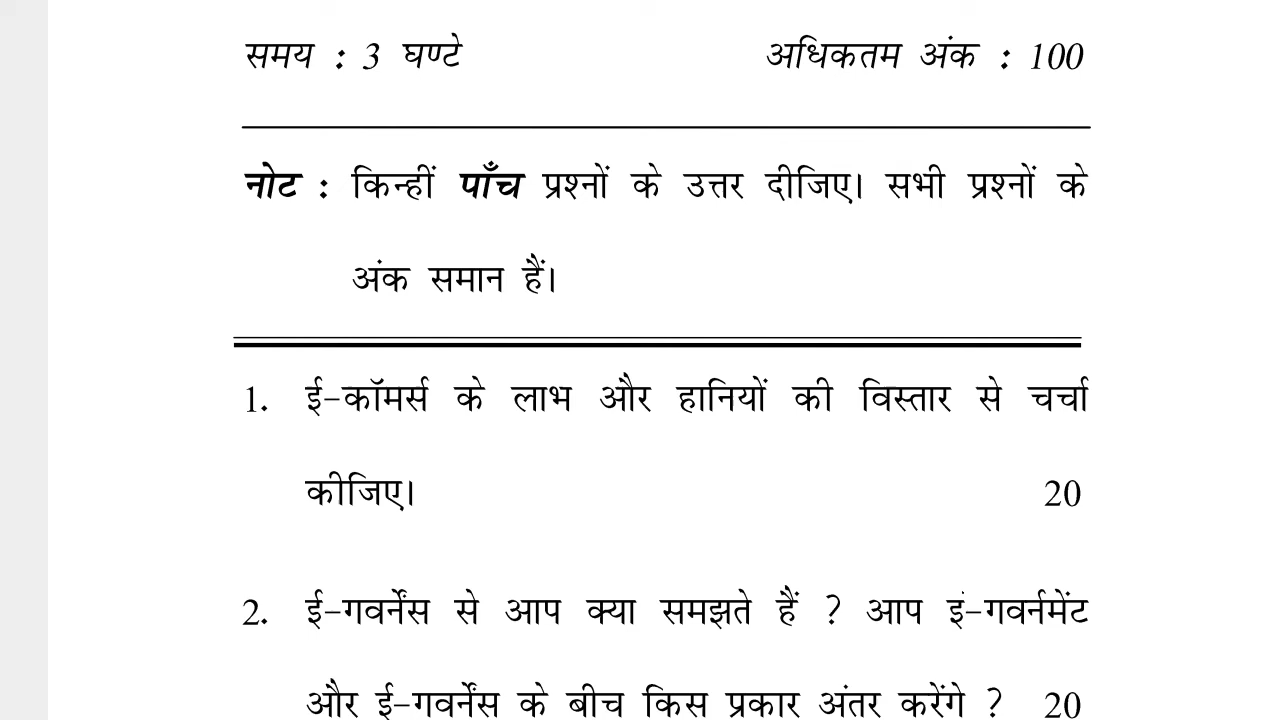 समय : 3 घण्टे अधिकतम अंक : 100
नोट : किन्हीं पाँच प्रश्नों के उत्तर दीजिए। सभी प्रश्नों के
अंक समान हैं।
1. ई-कॉमर्स के लाभ और हानियों की विस्तार से चर्चा
कीजिए। 20
2. ई-गवर्नेंस से आप क्या समझते हैं ? आप इं-गवर्नमेंट
और ई-गवर्नेंस के बीच किस प्रकार अंतर करेंगे ? 20